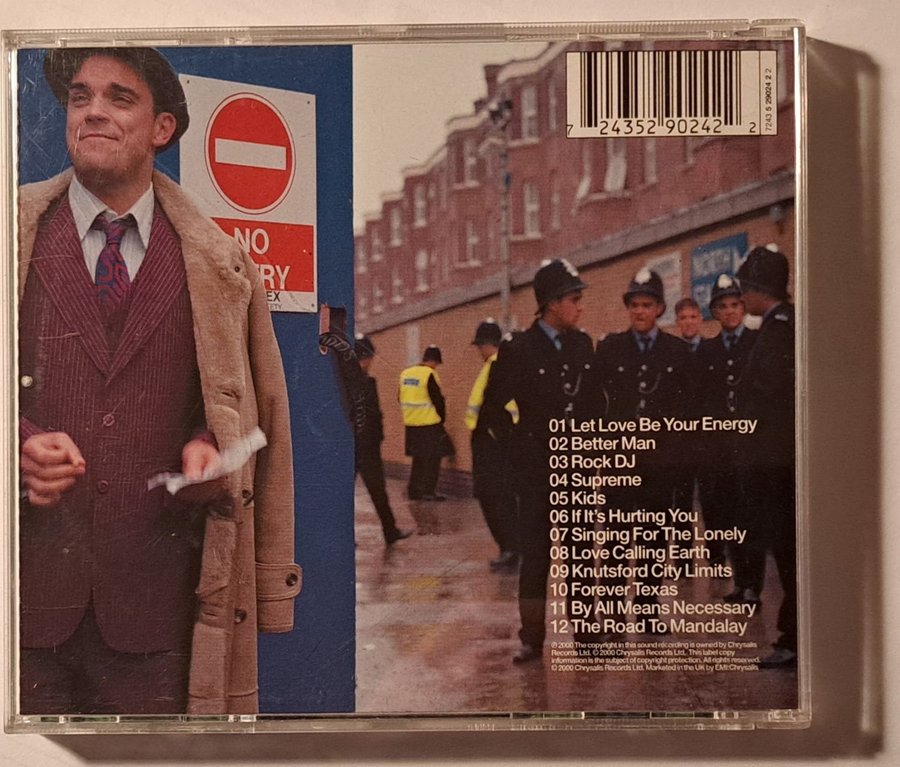 NO
RY
EX
7 24352 90242 2
7243 5 29024 2 2
NORTH
01 Let Love Be Your Energy
02 Better Man
03 Rock DJ
04 Supreme
05 Kids
06 If It's Hurting You
07 Singing For The Lonely
08 Love Calling Earth
09 Knutsford City Limits
10 Forever Texas
11 By All Means Necessary
12 The Road To Mandalay
℗ 2000 The copyright in this sound recording is owned by Chrysalis
Records Ltd. © 2000 Chrysalis Records Ltd. This label copy
information is the subject of copyright protection. All rights reserved.
© 2000 Chrysalis Records Ltd. Marketed in the UK by EMI:Chrysalis.